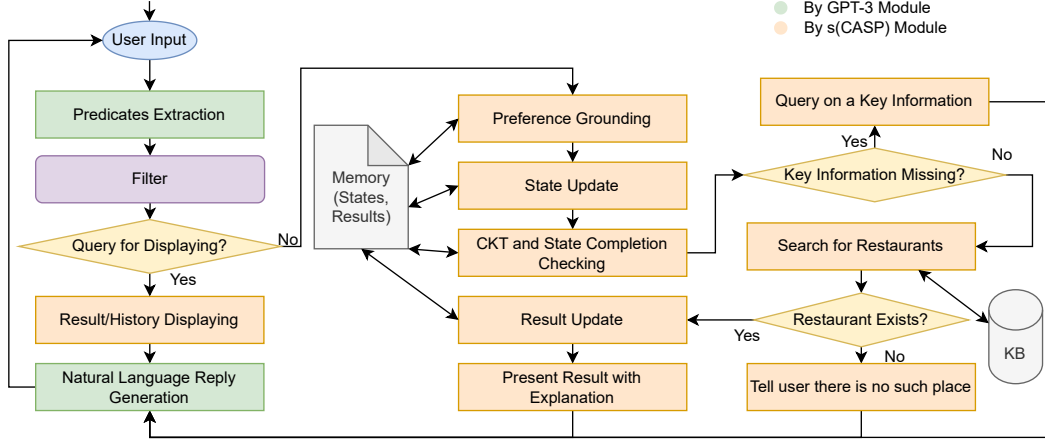 By GPT-3 Module
By s(CASP) Module
User Input
Predicates Extraction
Filter
Query for Displaying?
No
Yes
Result/History Displaying
Natural Language Reply
Generation
Memory
(States,
Results)
Preference Grounding
State Update
CKT and State Completion
Checking
Result Update
Present Result with
Explanation
Query on a Key Information
Yes
No
Key Information Missing?
Search for Restaurants
Restaurant Exists?
Yes
No
KB
Tell user there is no such place